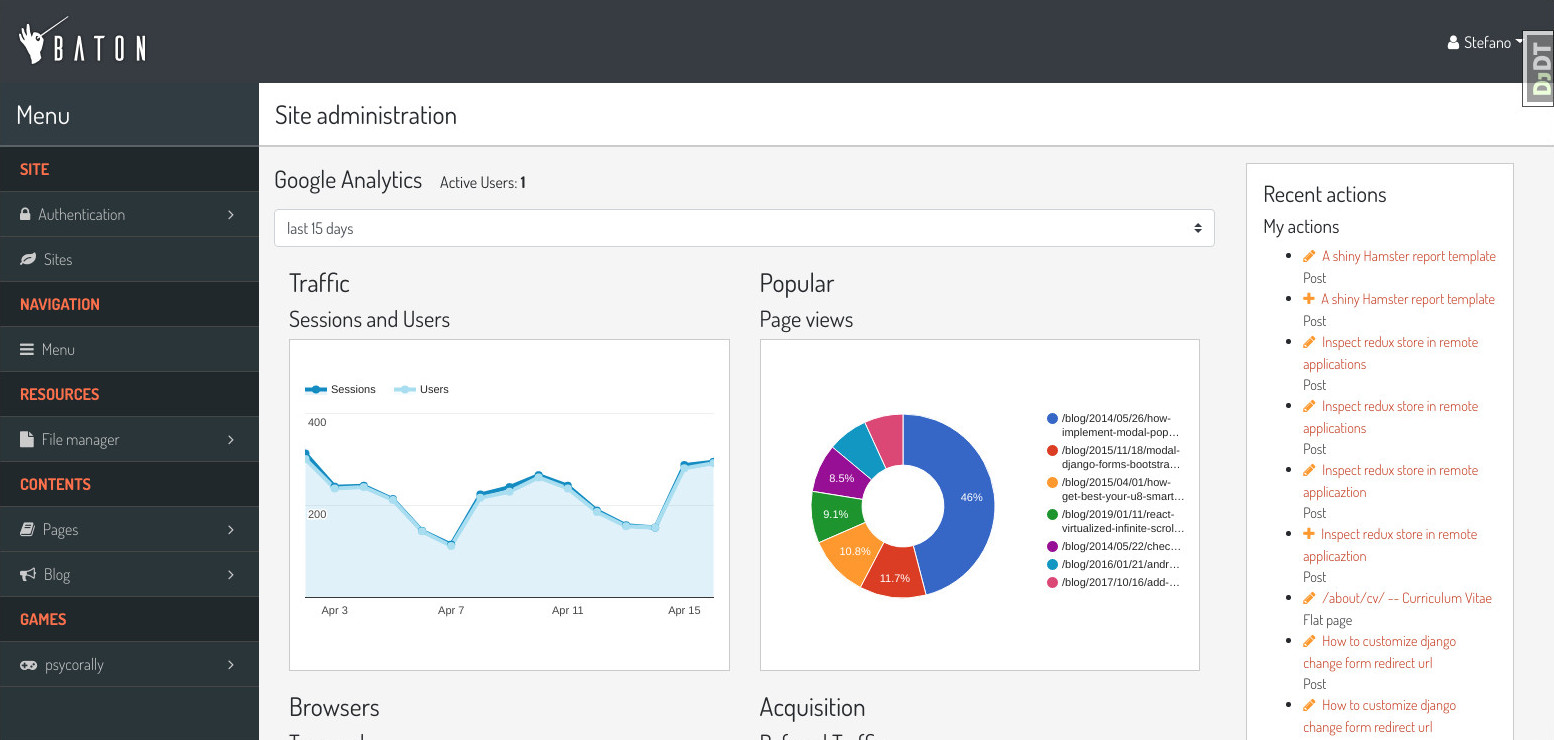 BATON
Stefano
DJDT
Menu
SITE
Authentication
Sites
NAVIGATION
Menu
RESOURCES
File manager
CONTENTS
Pages
Blog
GAMES
psycorally
Site administration
Google Analytics Active Users: 1
last 15 days
Traffic
Sessions and Users
Sessions Users
400
200
Apr 3 Apr 7 Apr 11 Apr 15
Popular
Page views
46%
11.7%
10.8%
9.1%
8.5%
/blog/2014/05/26/how-
implement-modal-pop…
/blog/2015/11/18/modal-
django-forms-bootstra…
/blog/2015/04/01/how-
get-best-your-u8-smart…
/blog/2019/01/11/react-
virtualized-infinite-scrol…
/blog/2014/05/22/chec…
/blog/2016/01/21/andr…
/blog/2017/10/16/add-…
Browsers
Acquisition
Recent actions
My actions
A shiny Hamster report template
Post
A shiny Hamster report template
Post
Inspect redux store in remote
applications
Post
Inspect redux store in remote
applications
Post
Inspect redux store in remote
applicaztion
Post
Inspect redux store in remote
applicaztion
Post
/about/cv/ -- Curriculum Vitae
Flat page
How to customize django
change form redirect url
Post
How to customize django
change form redirect url